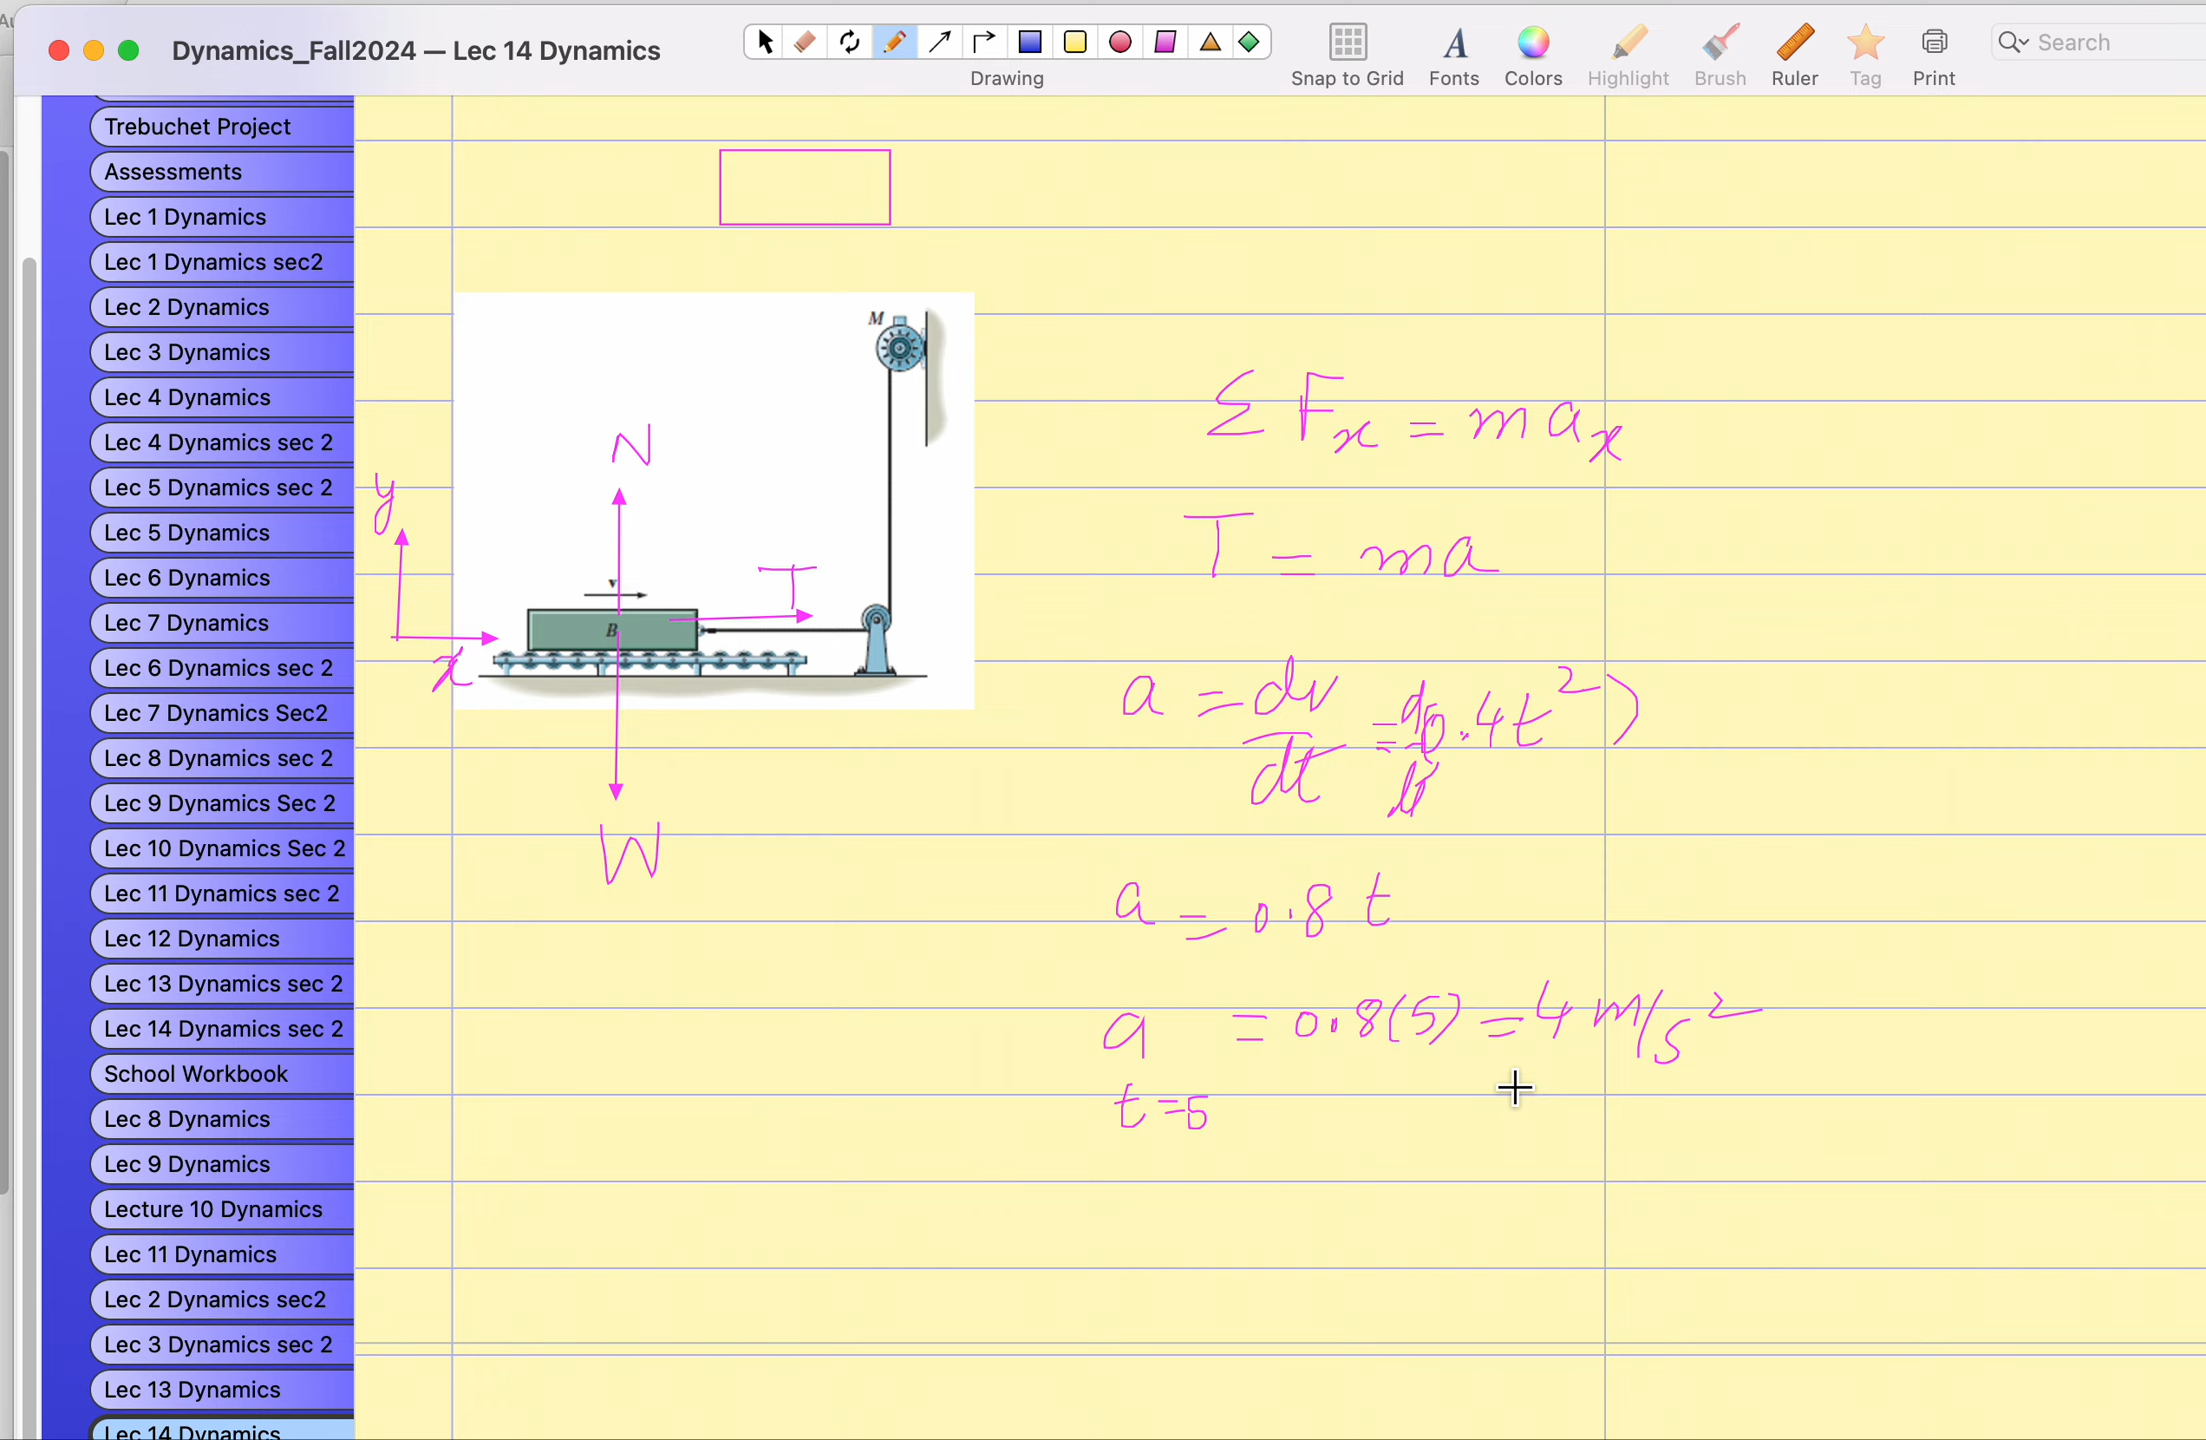 Dynamics_Fall2024 — Lec 14 Dynamics
Drawing
Snap to Grid
Fonts
Colors
Highlight
Brush
Ruler
Tag
Print
Search
Trebuchet Project
Assessments
Lec 1 Dynamics
Lec 1 Dynamics sec2
Lec 2 Dynamics
Lec 3 Dynamics
Lec 4 Dynamics
Lec 4 Dynamics sec 2
Lec 5 Dynamics sec 2
Lec 5 Dynamics
Lec 6 Dynamics
Lec 7 Dynamics
Lec 6 Dynamics sec 2
Lec 7 Dynamics Sec2
Lec 8 Dynamics sec 2
Lec 9 Dynamics Sec 2
Lec 10 Dynamics Sec 2
Lec 11 Dynamics sec 2
Lec 12 Dynamics
Lec 13 Dynamics sec 2
Lec 14 Dynamics sec 2
School Workbook
Lec 8 Dynamics
Lec 9 Dynamics
Lecture 10 Dynamics
Lec 11 Dynamics
Lec 2 Dynamics sec2
Lec 3 Dynamics sec 2
Lec 13 Dynamics
Lec 14 Dynamics
M
N
y
T
v
B
x
W
Σ Fx = m ax
T = ma
a = dv/dt = 0.4t²)
a = 0.8 t
a = 0.8(5) = 4 m/s²
t = 5